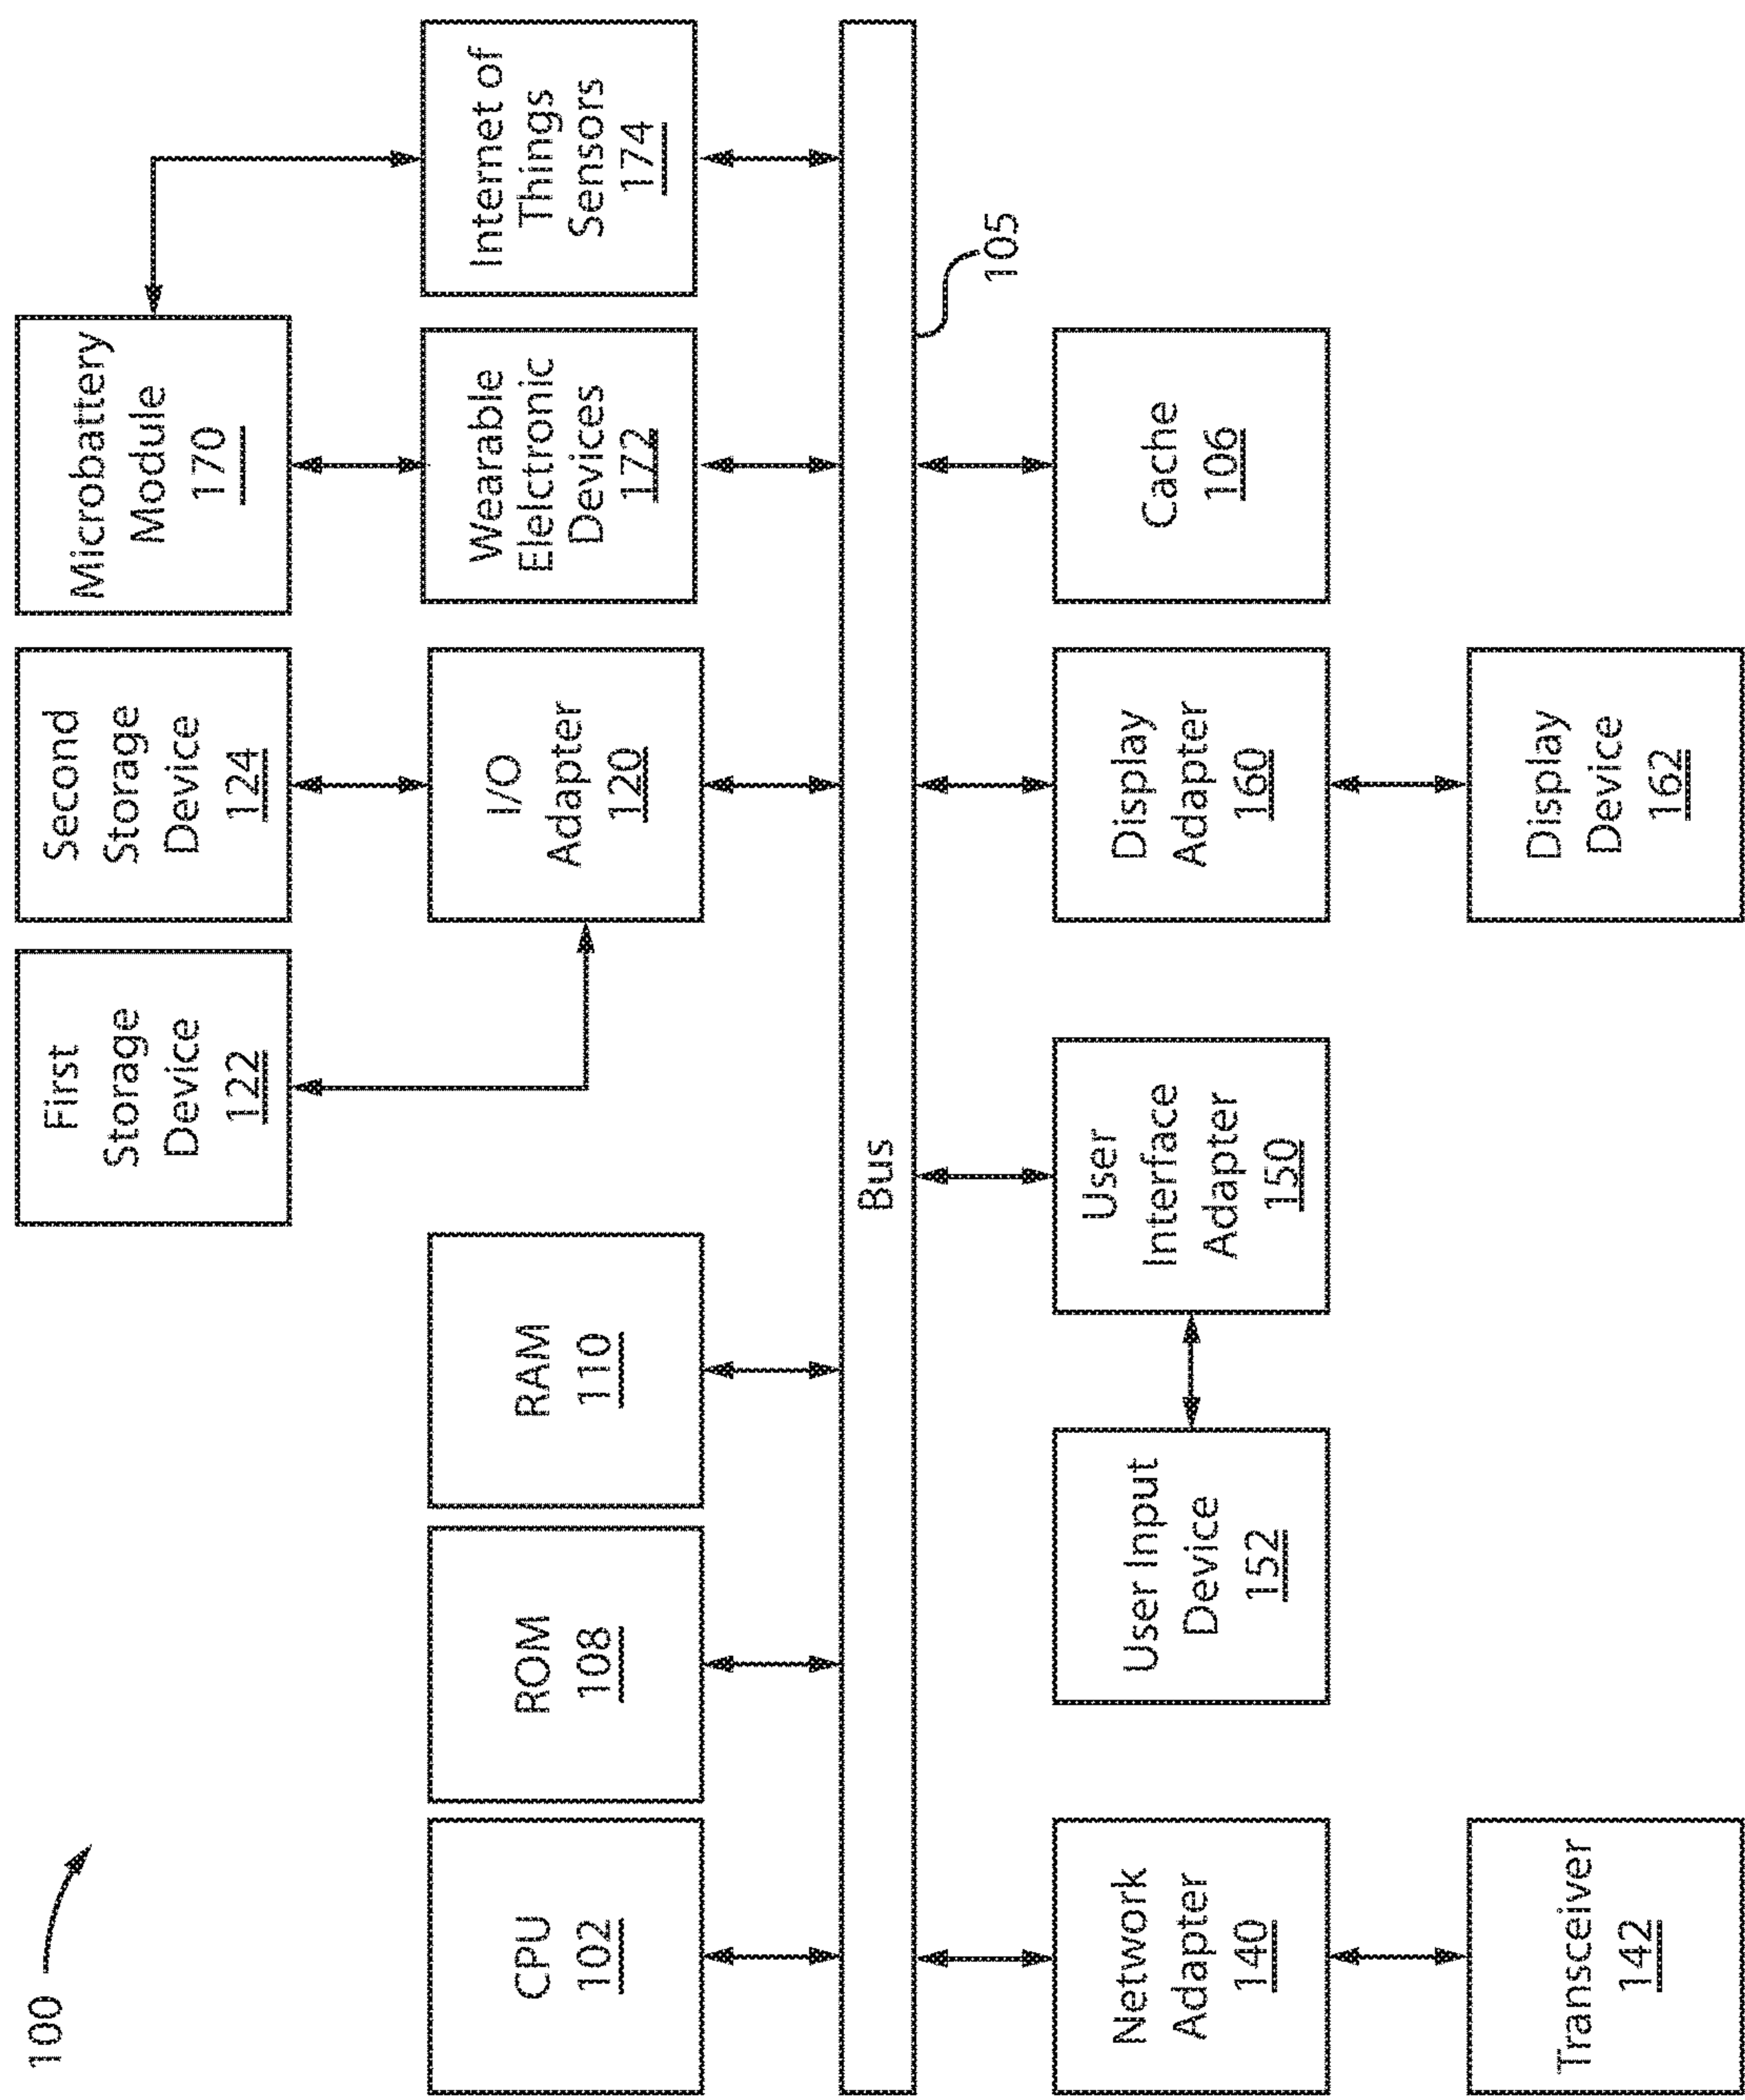 100
First
Storage
Device
122
Second
Storage
Device
124
Microbattery
Module
170
CPU
102
ROM
108
RAM
110
I/O
Adapter
120
Wearable
Elelctronic
Devices
172
Internet of
Things
Sensors
174
Bus
105
Network
Adapter
140
User Input
Device
152
User
Interface
Adapter
150
Display
Adapter
160
Cache
106
Transceiver
142
Display
Device
162